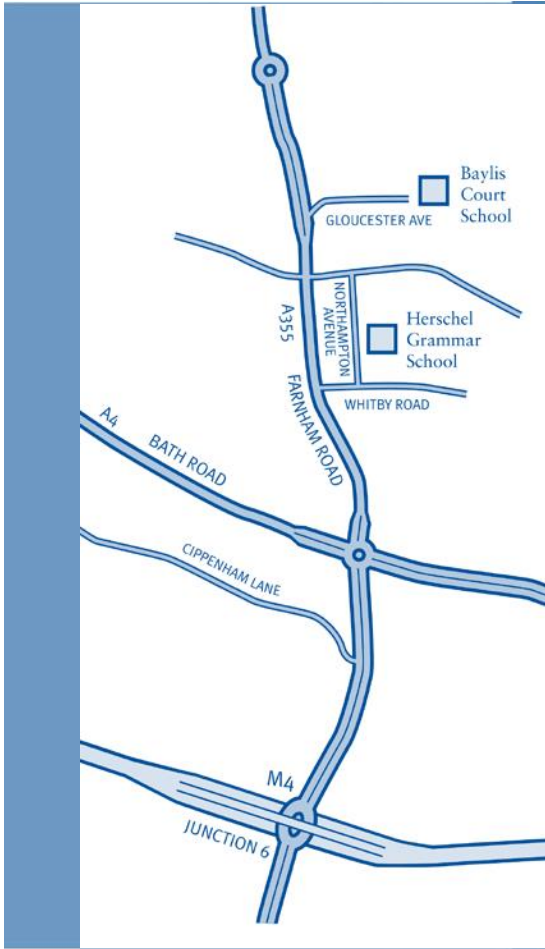 Baylis
Court
School
GLOUCESTER AVE
NORTHAMPTON
AVENUE
A355
Herschel
Grammar
School
FARNHAM ROAD
WHITBY ROAD
A4
BATH ROAD
CIPPENHAM LANE
M4
JUNCTION 6